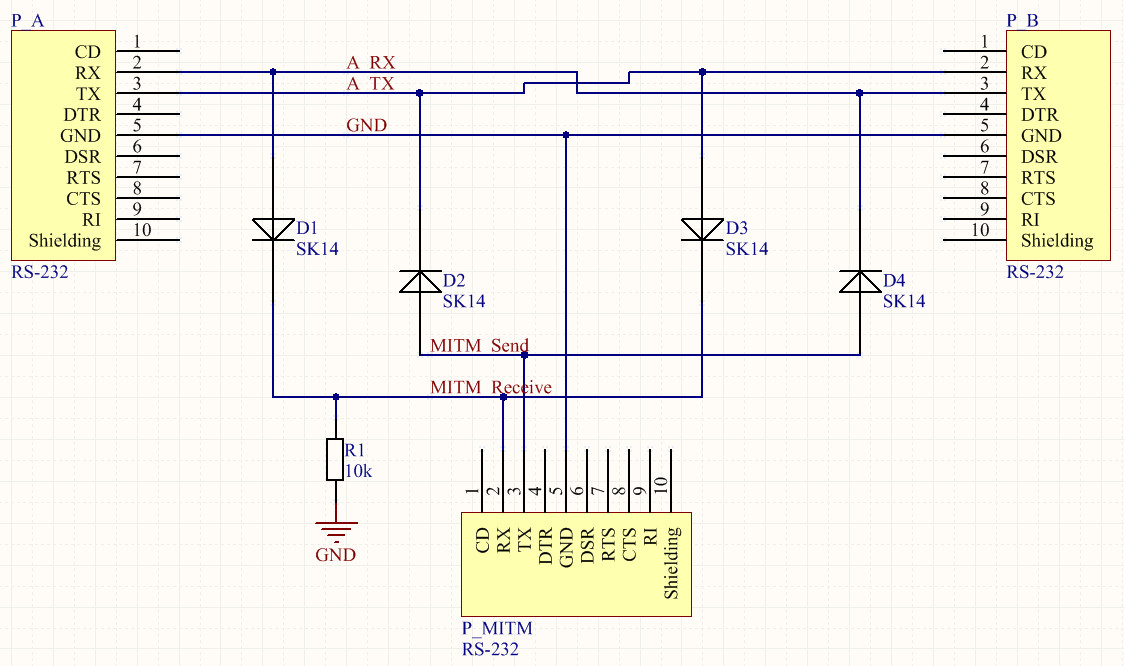 P_A
CD 1
RX 2
TX 3
DTR 4
GND 5
DSR 6
RTS 7
CTS 8
RI 9
Shielding 10
RS-232
A_RX
A_TX
GND
P_B
1 CD
2 RX
3 TX
4 DTR
5 GND
6 DSR
7 RTS
8 CTS
9 RI
10 Shielding
RS-232
D1
SK14
D2
SK14
D3
SK14
D4
SK14
MITM_Send
MITM_Receive
R1
10k
GND
1 CD
2 RX
3 TX
4 DTR
5 GND
6 DSR
7 RTS
8 CTS
9 RI
10 Shielding
P_MITM
RS-232